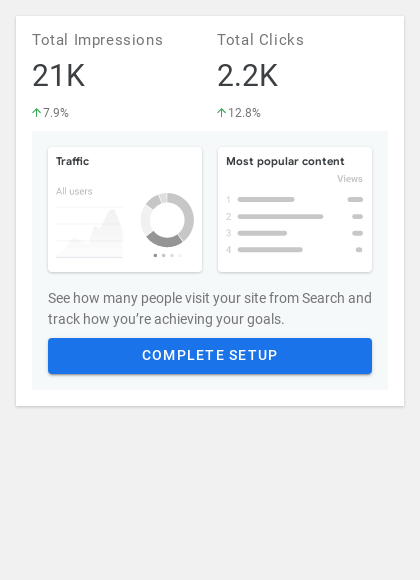 Total Impressions
Total Clicks
21K
2.2K
7.9%
12.8%
Traffic
Most popular content
Views
All users
1
2
3
4
See how many people visit your site from Search and
track how you’re achieving your goals.
COMPLETE SETUP